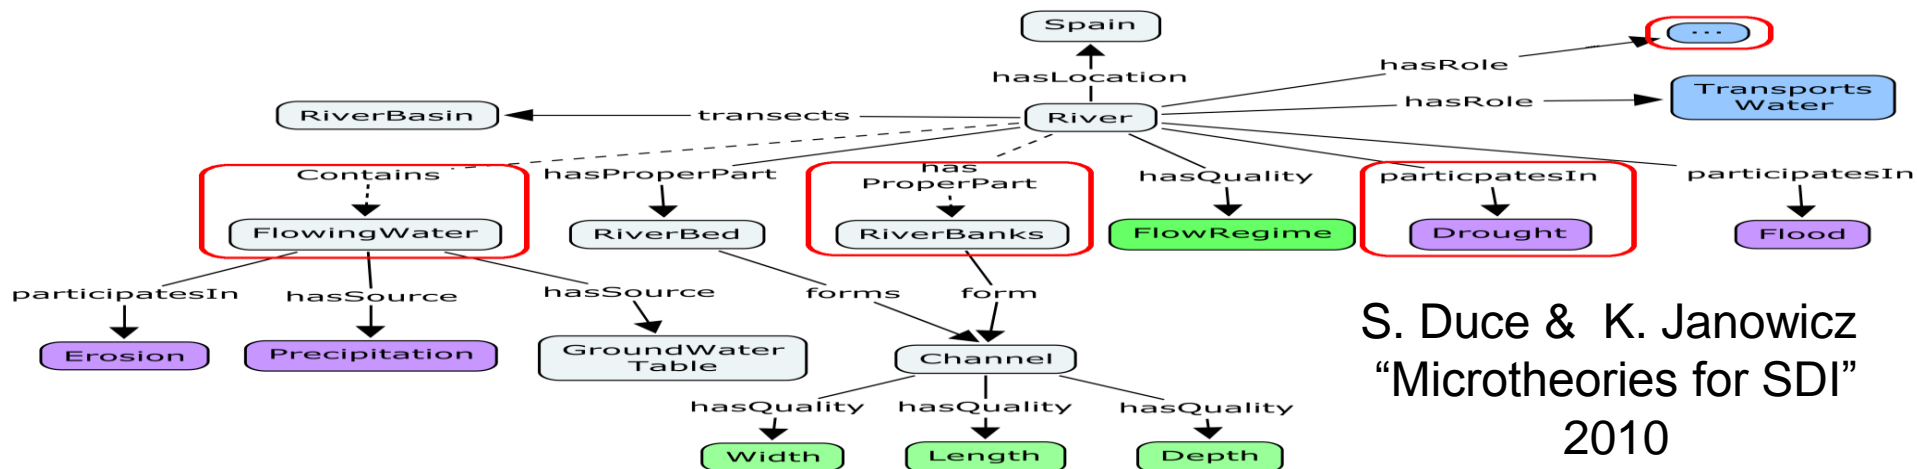 Spain
...
hasLocation
hasRole
RiverBasin
transects
River
hasRole
Transports
Water
Contains
hasProperPart
has
ProperPart
hasQuality
particpatesIn
participatesIn
FlowingWater
RiverBed
RiverBanks
FlowRegime
Drought
Flood
participatesIn
hasSource
hasSource
forms
form
Erosion
Precipitation
GroundWater
Table
Channel
hasQuality
hasQuality
hasQuality
Width
Length
Depth
S. Duce & K. Janowicz
“Microtheories for SDI”
2010